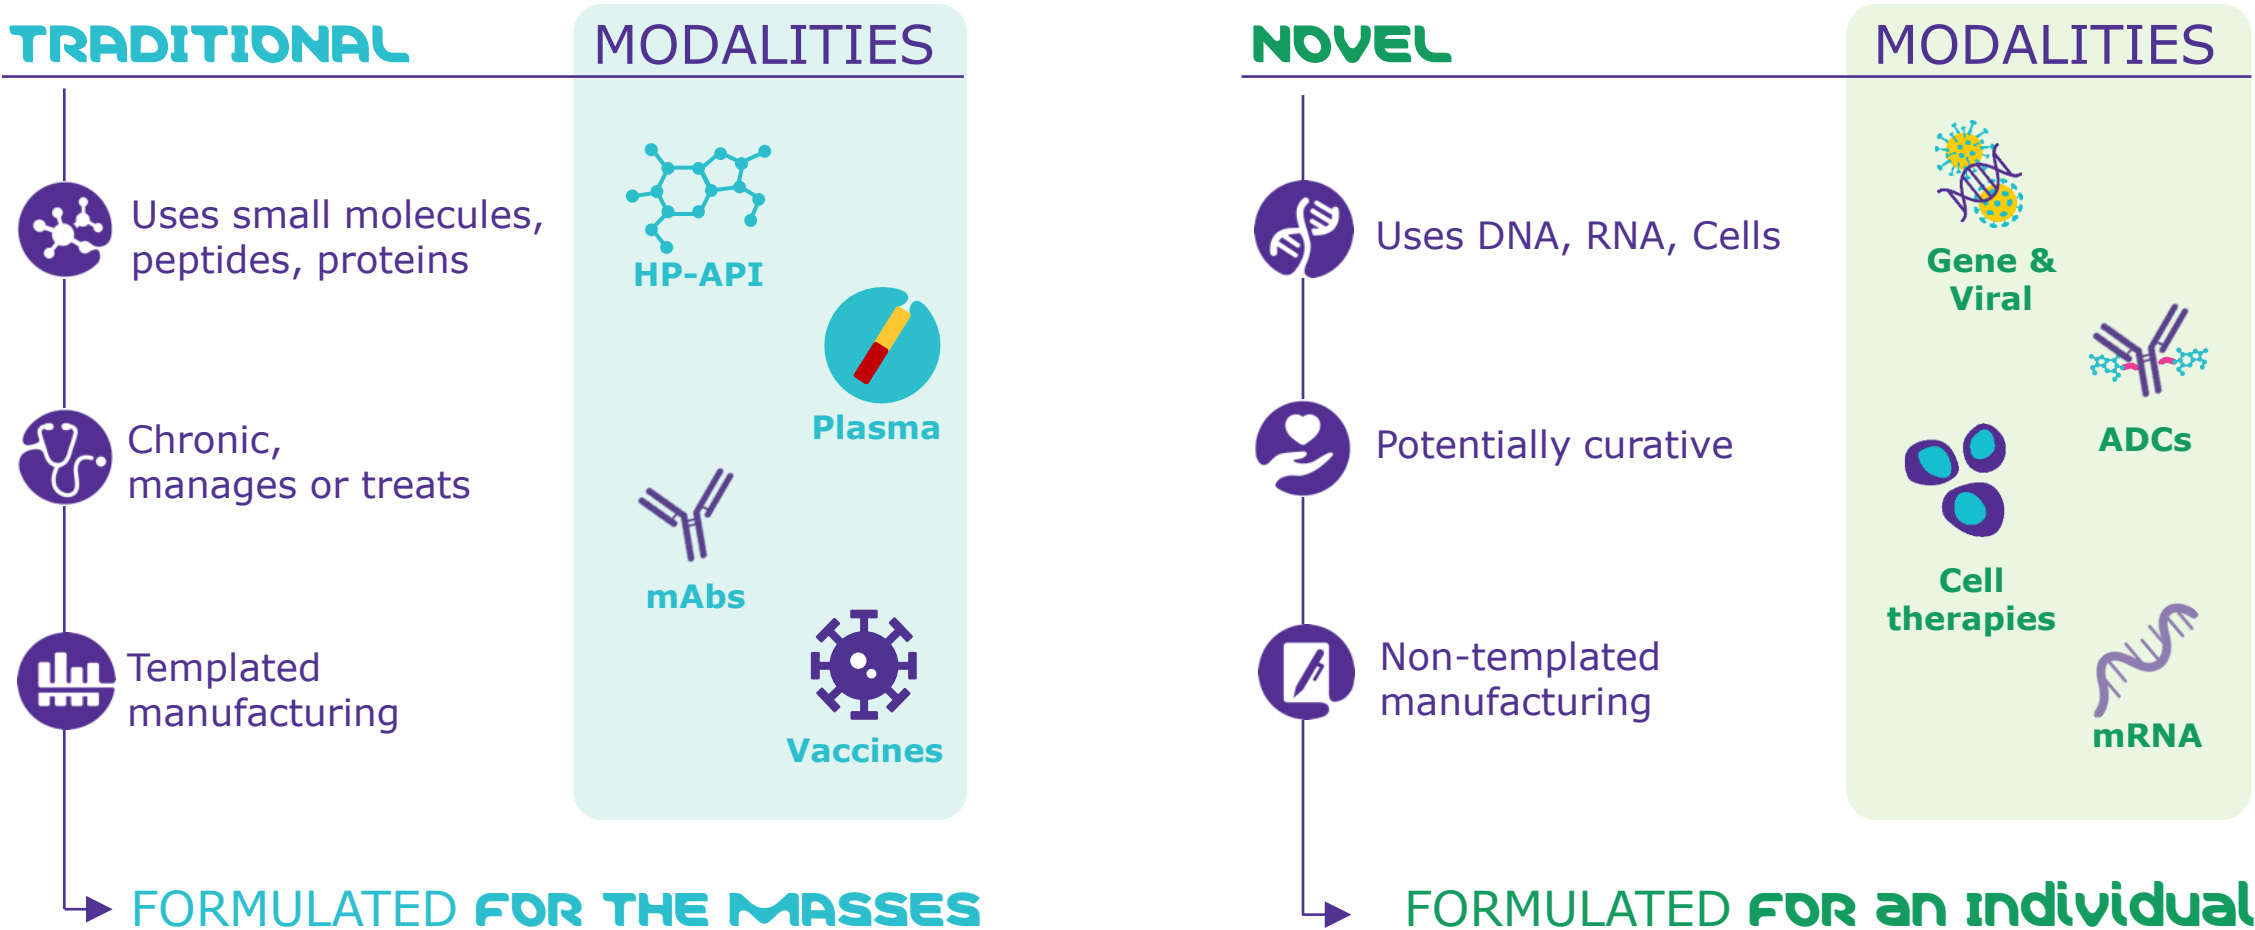 TRADITIONAL
MODALITIES
Uses small molecules,
peptides, proteins
Chronic,
manages or treats
Templated
manufacturing
HP-API
Plasma
mAbs
Vaccines
FORMULATED FOR THE MASSES
NOVEL
MODALITIES
Uses DNA, RNA, Cells
Potentially curative
Non-templated
manufacturing
Gene &
Viral
ADCs
Cell
therapies
mRNA
FORMULATED FOR an Individual